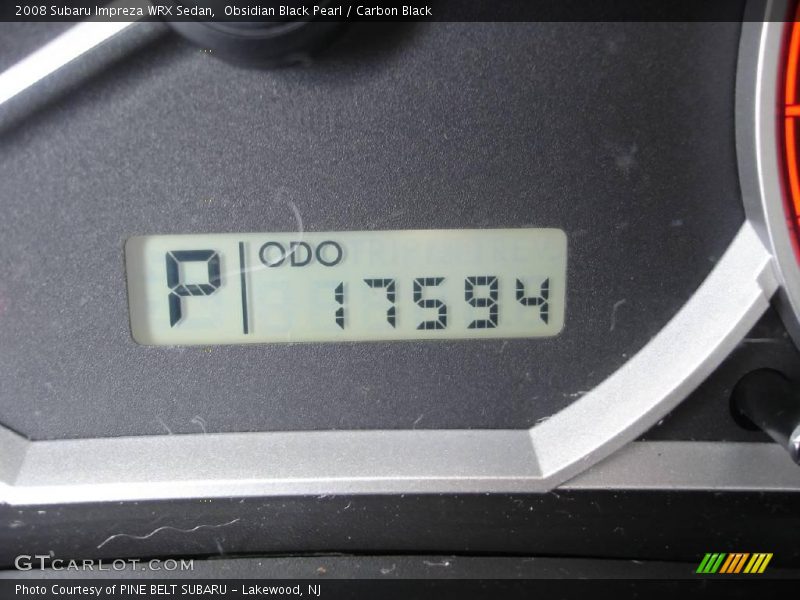 2008 Subaru Impreza WRX Sedan,  Obsidian Black Pearl / Carbon Black
P ODO
17594
GTCARLOT.COM
Photo Courtesy of PINE BELT SUBARU - Lakewood, NJ